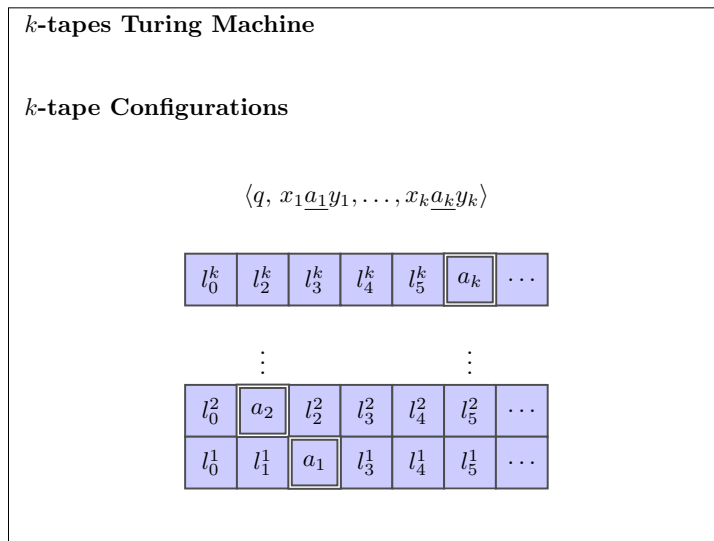 k-tapes Turing Machine
k-tape Configurations
⟨q, x₁a₁y₁, . . . , xₖaₖyₖ⟩
l₀ᵏ l₂ᵏ l₃ᵏ l₄ᵏ l₅ᵏ aₖ ⋯
⋮ ⋮
l₀² a₂ l₂² l₃² l₄² l₅² ⋯
l₀¹ l₁¹ a₁ l₃¹ l₄¹ l₅¹ ⋯